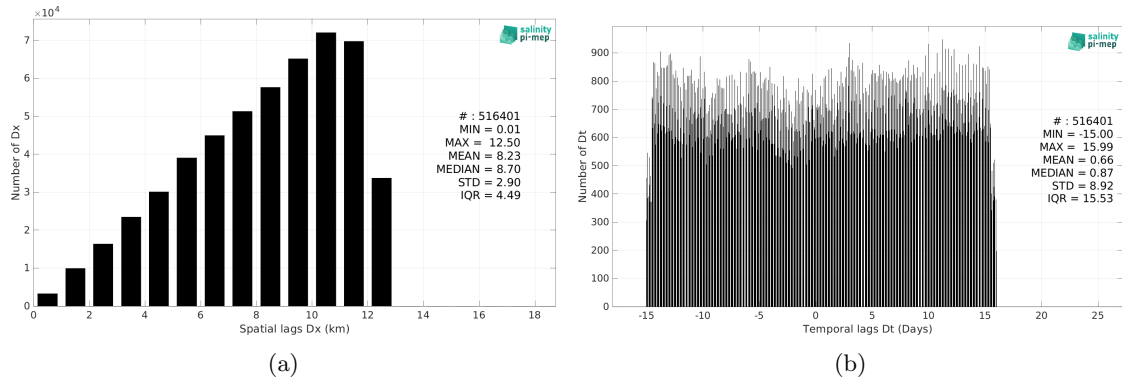 ×10⁴
8
7
6
5
4
3
2
1
0
Number of Dx
0 2 4 6 8 10 12 14 16 18
Spatial lags Dx (km)
salinity
pi-mep
# : 516401
MIN = 0.01
MAX = 12.50
MEAN = 8.23
MEDIAN = 8.70
STD = 2.90
IQR = 4.49
(a)
900
800
700
600
500
400
300
200
100
0
Number of Dt
-15 -10 -5 0 5 10 15 20 25
Temporal lags Dt (Days)
salinity
pi-mep
# : 516401
MIN = -15.00
MAX = 15.99
MEAN = 0.66
MEDIAN = 0.87
STD = 8.92
IQR = 15.53
(b)